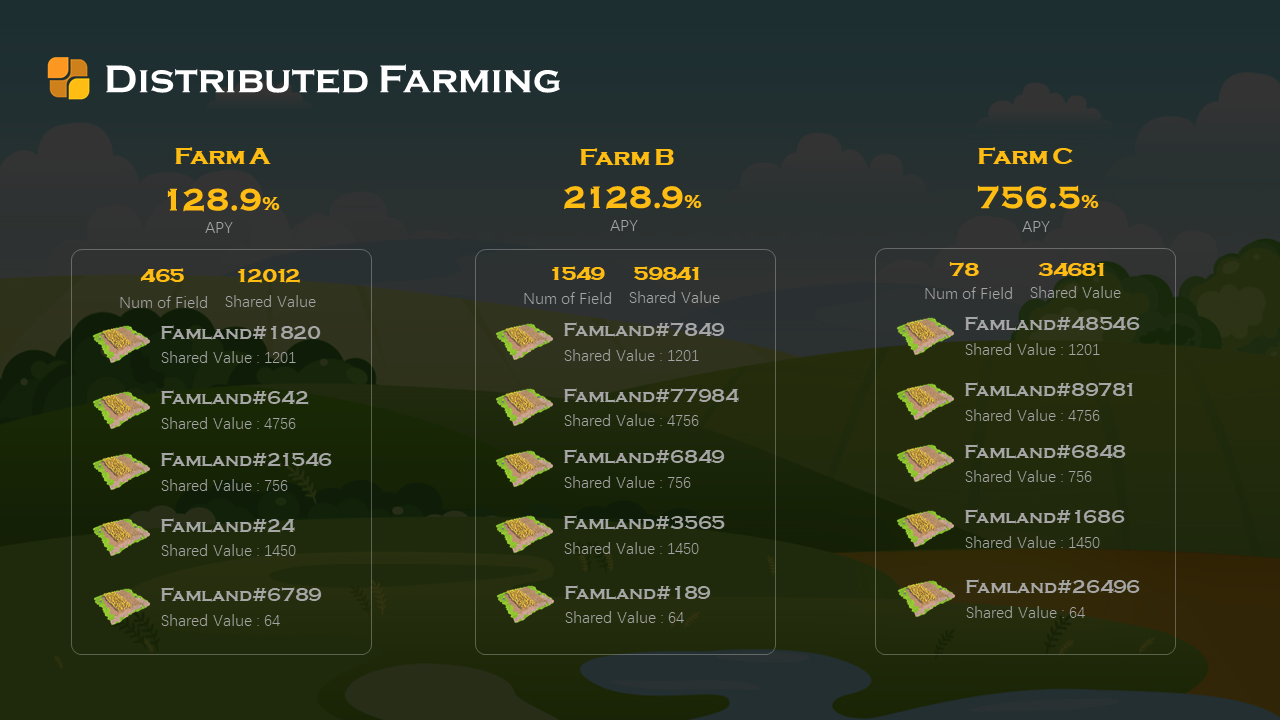 Distributed Farming
Farm A
128.9%
APY
465 12012
Num of Field Shared Value
Famland#1820
Shared Value : 1201
Famland#642
Shared Value : 4756
Famland#21546
Shared Value : 756
Famland#24
Shared Value : 1450
Famland#6789
Shared Value : 64
Farm B
2128.9%
APY
1549 59841
Num of Field Shared Value
Famland#7849
Shared Value : 1201
Famland#77984
Shared Value : 4756
Famland#6849
Shared Value : 756
Famland#3565
Shared Value : 1450
Famland#189
Shared Value : 64
Farm C
756.5%
APY
78 34681
Num of Field Shared Value
Famland#48546
Shared Value : 1201
Famland#89781
Shared Value : 4756
Famland#6848
Shared Value : 756
Famland#1686
Shared Value : 1450
Famland#26496
Shared Value : 64